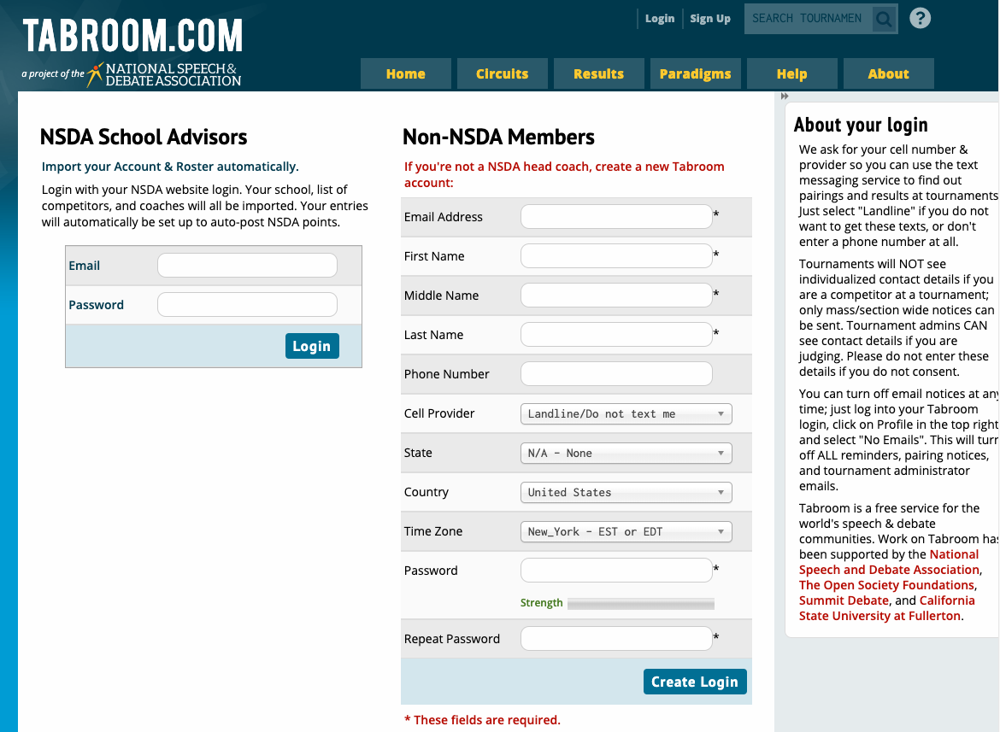 TABROOM.COM
a project of the NATIONAL SPEECH & DEBATE ASSOCIATION
Login
Sign Up
SEARCH TOURNAMEN
?
Home
Circuits
Results
Paradigms
Help
About
NSDA School Advisors
Import your Account & Roster automatically.
Login with your NSDA website login. Your school, list of
competitors, and coaches will all be imported. Your entries
will automatically be set up to auto-post NSDA points.
Email
Password
Login
Non-NSDA Members
If you're not a NSDA head coach, create a new Tabroom
account:
Email Address *
First Name *
Middle Name *
Last Name *
Phone Number
Cell Provider Landline/Do not text me
State N/A - None
Country United States
Time Zone New_York - EST or EDT
Password *
Strength
Repeat Password *
Create Login
* These fields are required.
About your login
We ask for your cell number &
provider so you can use the text
messaging service to find out
pairings and results at tournaments
Just select "Landline" if you do not
want to get these texts, or don't
enter a phone number at all.
Tournaments will NOT see
individualized contact details if you
are a competitor at a tournament;
only mass/section wide notices can
be sent. Tournament admins CAN
see contact details if you are
judging. Please do not enter these
details if you do not consent.
You can turn off email notices at any
time; just log into your Tabroom
login, click on Profile in the top right
and select "No Emails". This will turn
off ALL reminders, pairing notices,
and tournament administrator
emails.
Tabroom is a free service for the
world's speech & debate
communities. Work on Tabroom has
been supported by the National
Speech and Debate Association,
The Open Society Foundations,
Summit Debate, and California
State University at Fullerton.